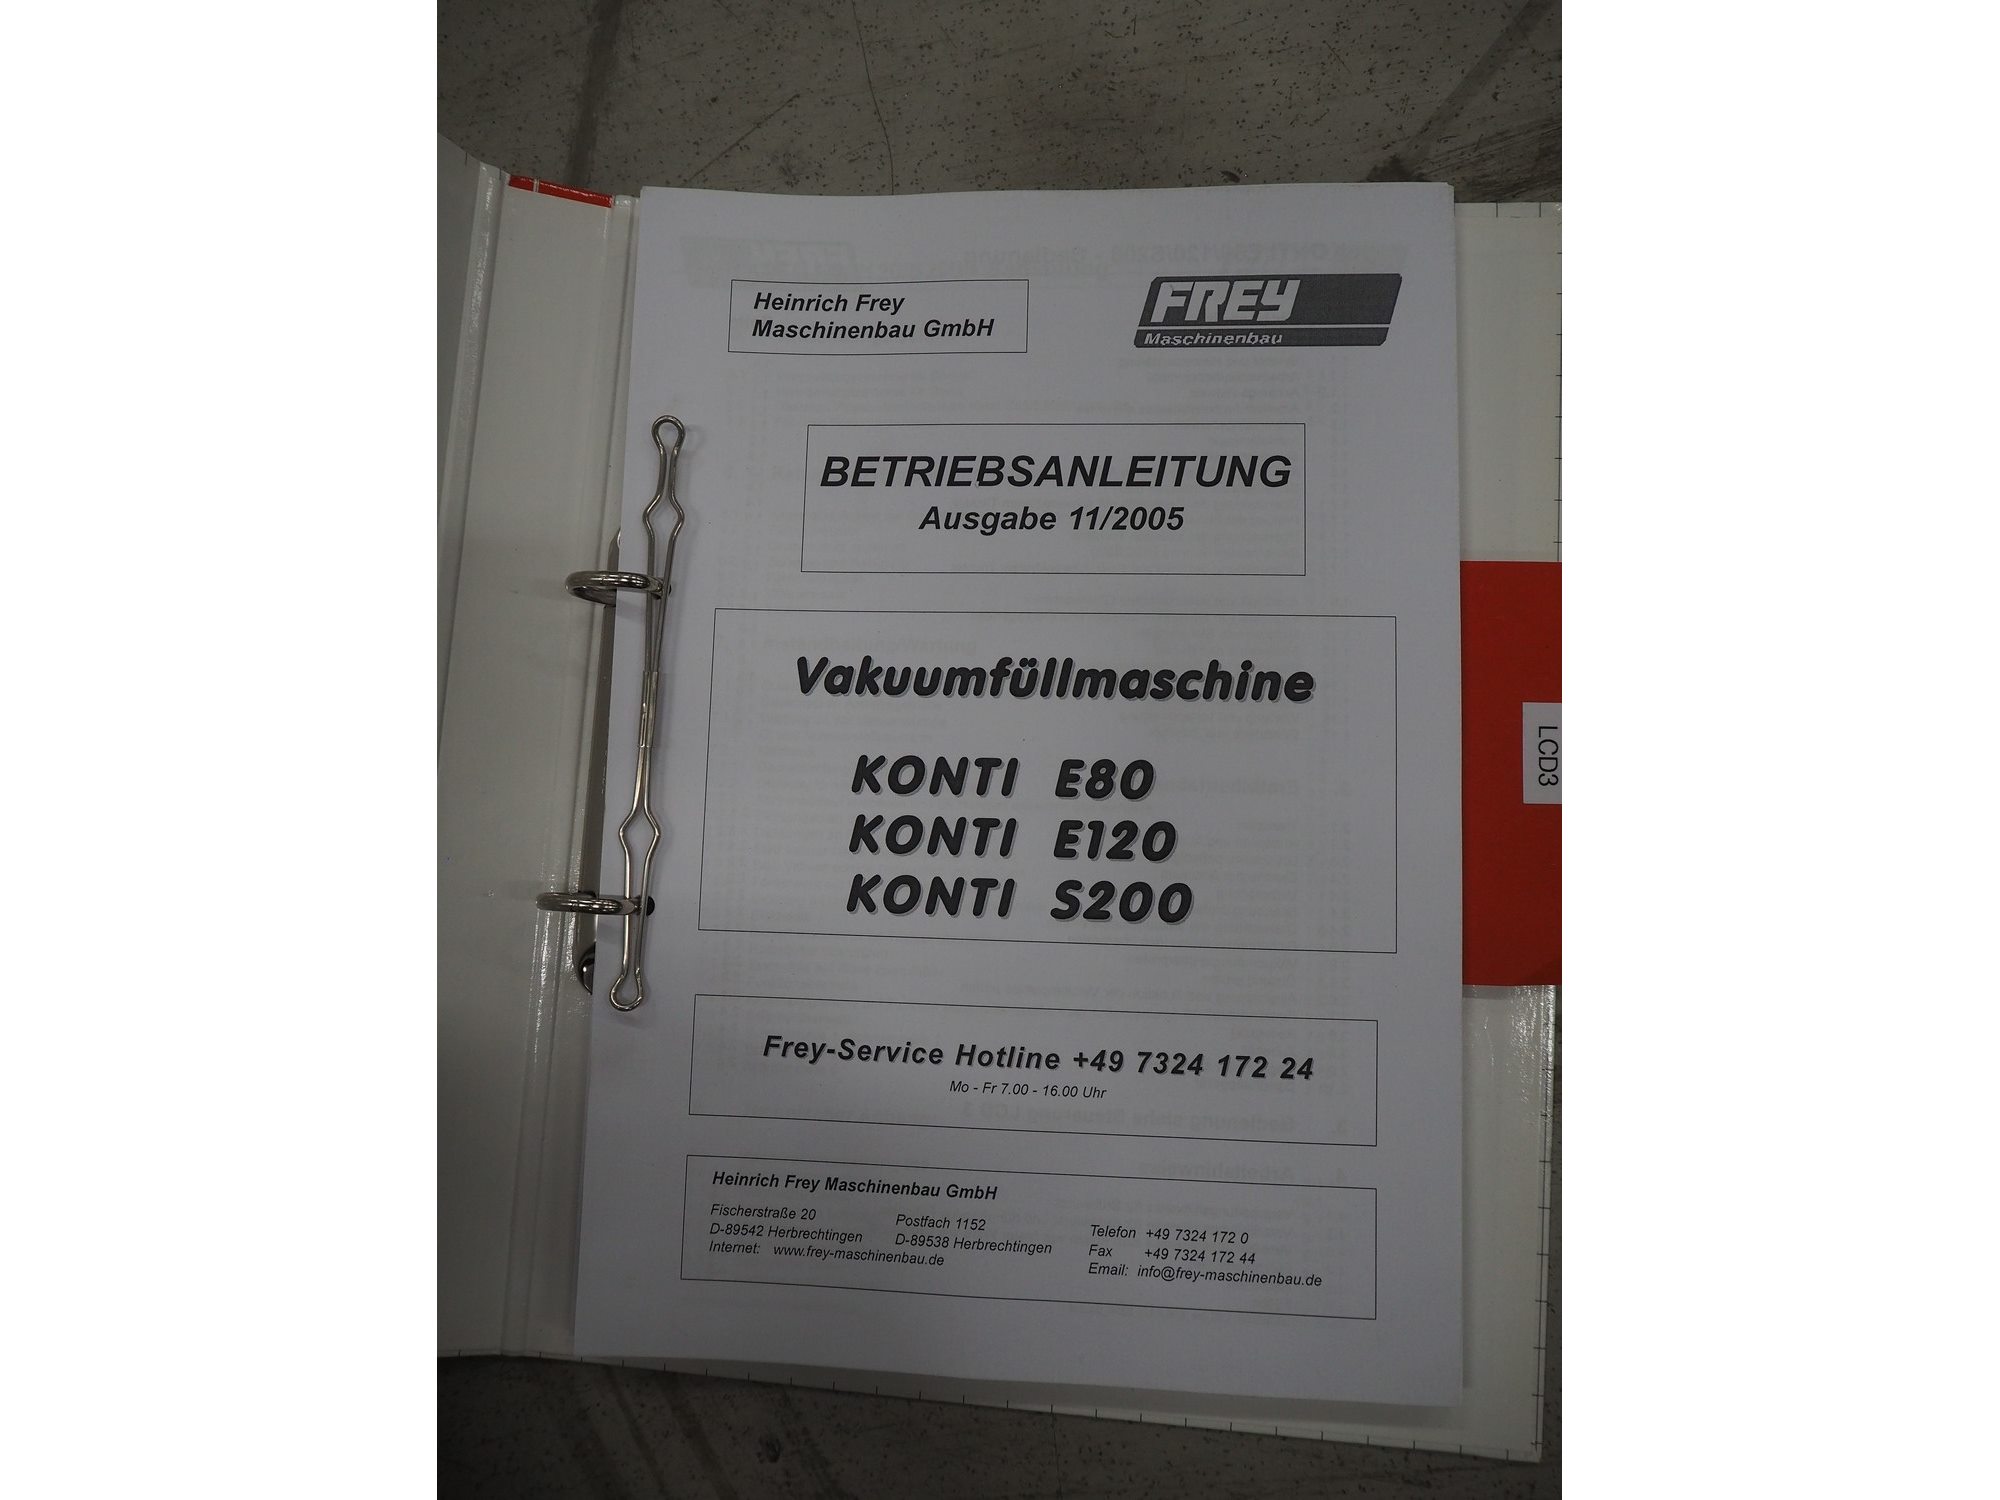 Heinrich Frey
Maschinenbau GmbH
FREY
Maschinenbau
BETRIEBSANLEITUNG
Ausgabe 11/2005
Vakuumfüllmaschine
KONTI E80
KONTI E120
KONTI S200
LCD3
Frey-Service Hotline +49 7324 172 24
Mo - Fr 7.00 - 16.00 Uhr
Heinrich Frey Maschinenbau GmbH
Fischerstraße 20
D-89542 Herbrechtingen
Internet: www.frey-maschinenbau.de
Postfach 1152
D-89538 Herbrechtingen
Telefon +49 7324 172 0
Fax +49 7324 172 44
Email: info@frey-maschinenbau.de